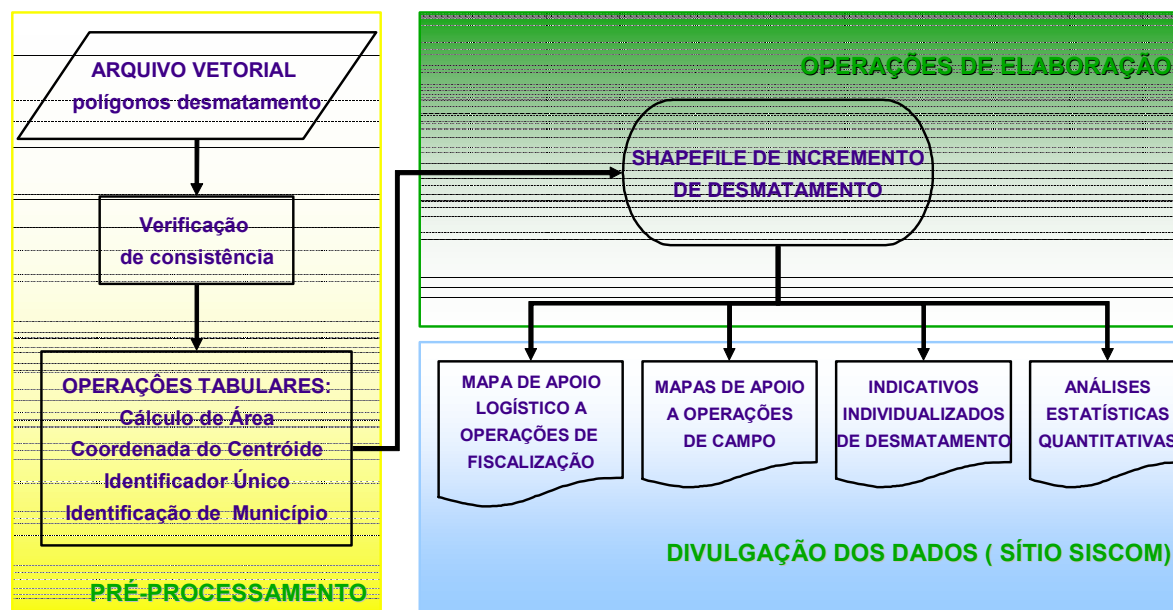 ARQUIVO VETORIAL
polígonos desmatamento
Verificação
de consistência
OPERAÇÔES TABULARES:
Cálculo de Área
Coordenada do Centróide
Identificador Único
Identificação de Município
PRÉ-PROCESSAMENTO
OPERAÇÕES DE ELABORAÇÃO
SHAPEFILE DE INCREMENTO
DE DESMATAMENTO
MAPA DE APOIO
LOGÍSTICO A
OPERAÇÕES DE
FISCALIZAÇÃO
MAPAS DE APOIO
A OPERAÇÕES
DE CAMPO
INDICATIVOS
INDIVIDUALIZADOS
DE DESMATAMENTO
ANÁLISES
ESTATÍSTICAS
QUANTITATIVAS
DIVULGAÇÃO DOS DADOS ( SÍTIO SISCOM)